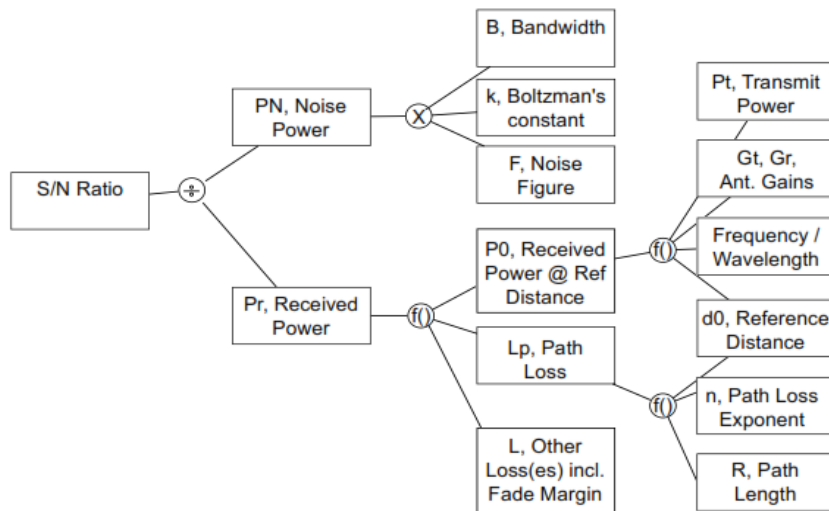 S/N Ratio
÷
PN, Noise
Power
Pr, Received
Power
X
f()
B, Bandwidth
k, Boltzman's
constant
F, Noise
Figure
P0, Received
Power @ Ref
Distance
Lp, Path
Loss
L, Other
Loss(es) incl.
Fade Margin
f()
f()
Pt, Transmit
Power
Gt, Gr,
Ant. Gains
Frequency /
Wavelength
d0, Reference
Distance
n, Path Loss
Exponent
R, Path
Length